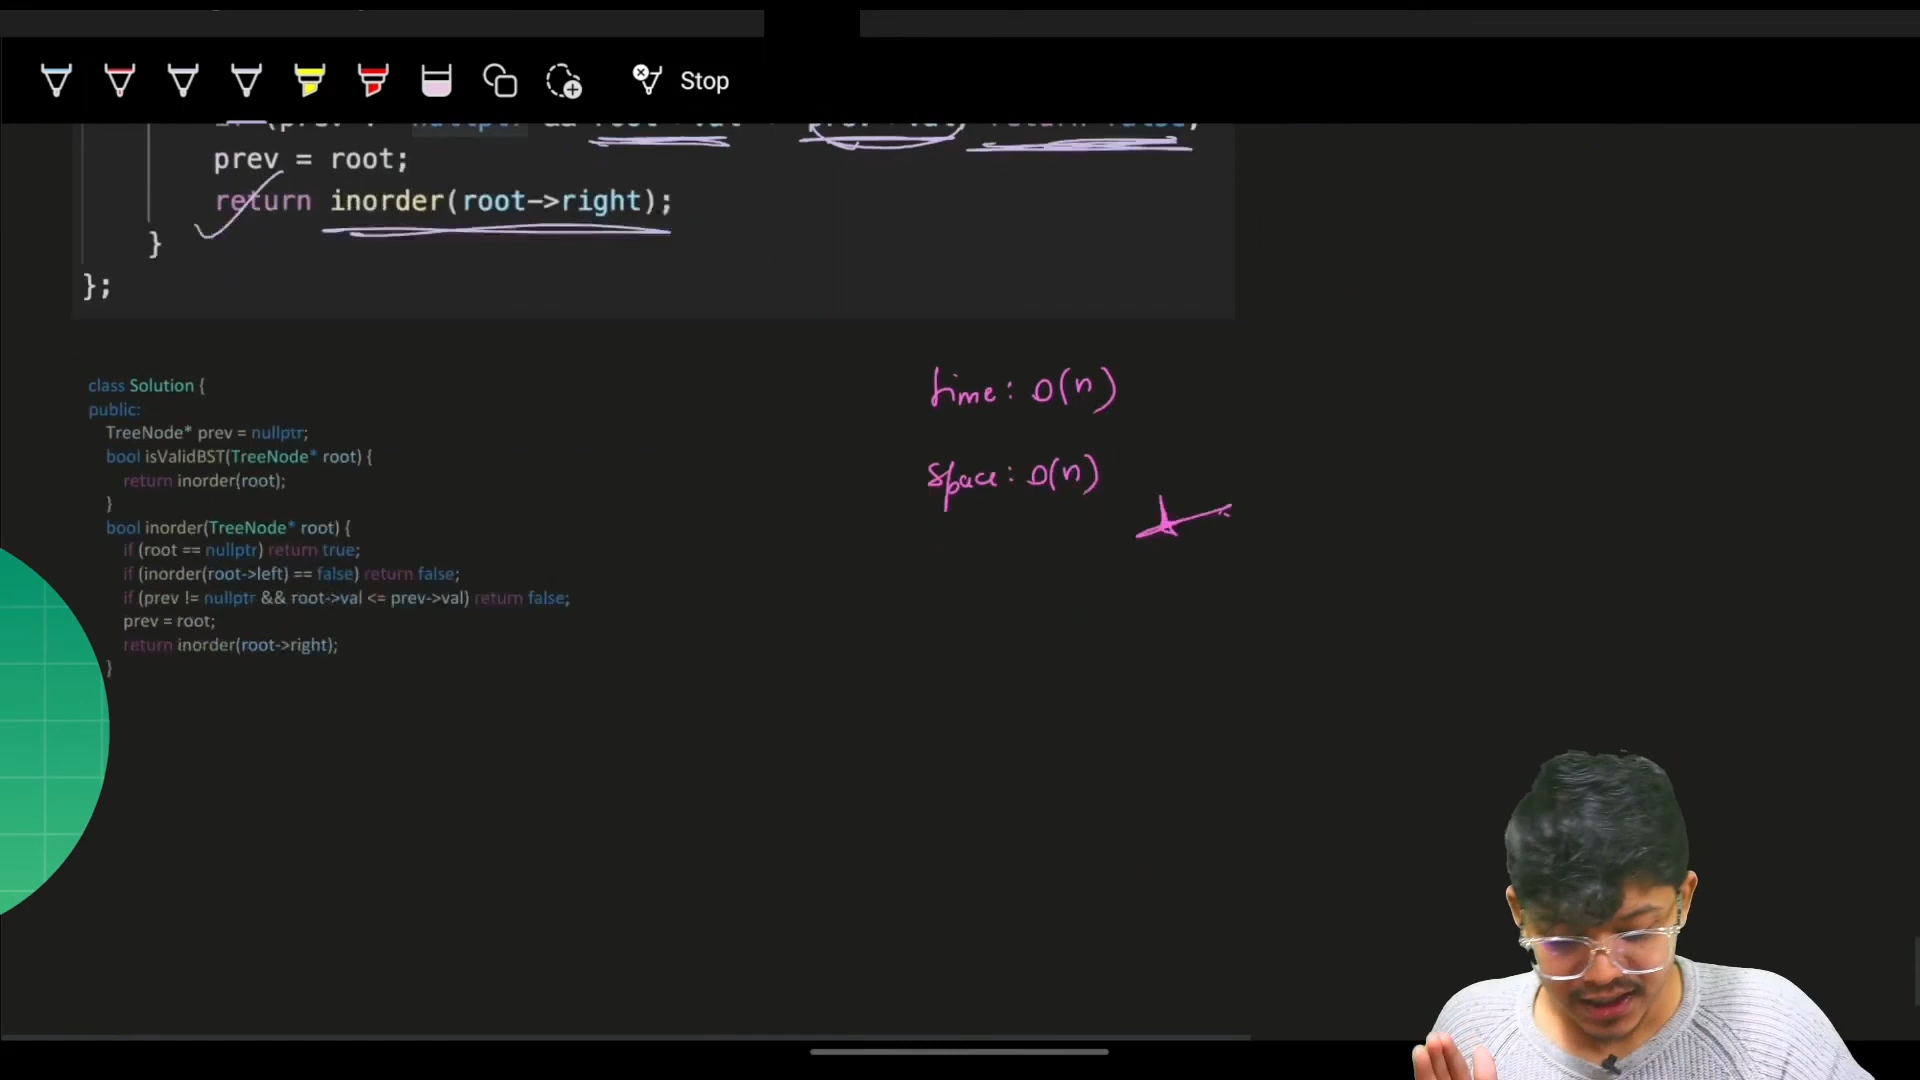 Stop
prev = root;
return inorder(root->right);
}
};
class Solution {
public:
TreeNode* prev = nullptr;
bool isValidBST(TreeNode* root) {
return inorder(root);
}
bool inorder(TreeNode* root) {
if (root == nullptr) return true;
if (inorder(root->left) == false) return false;
if (prev != nullptr && root->val <= prev->val) return false;
prev = root;
return inorder(root->right);
}
time: O(n)
space: O(n)